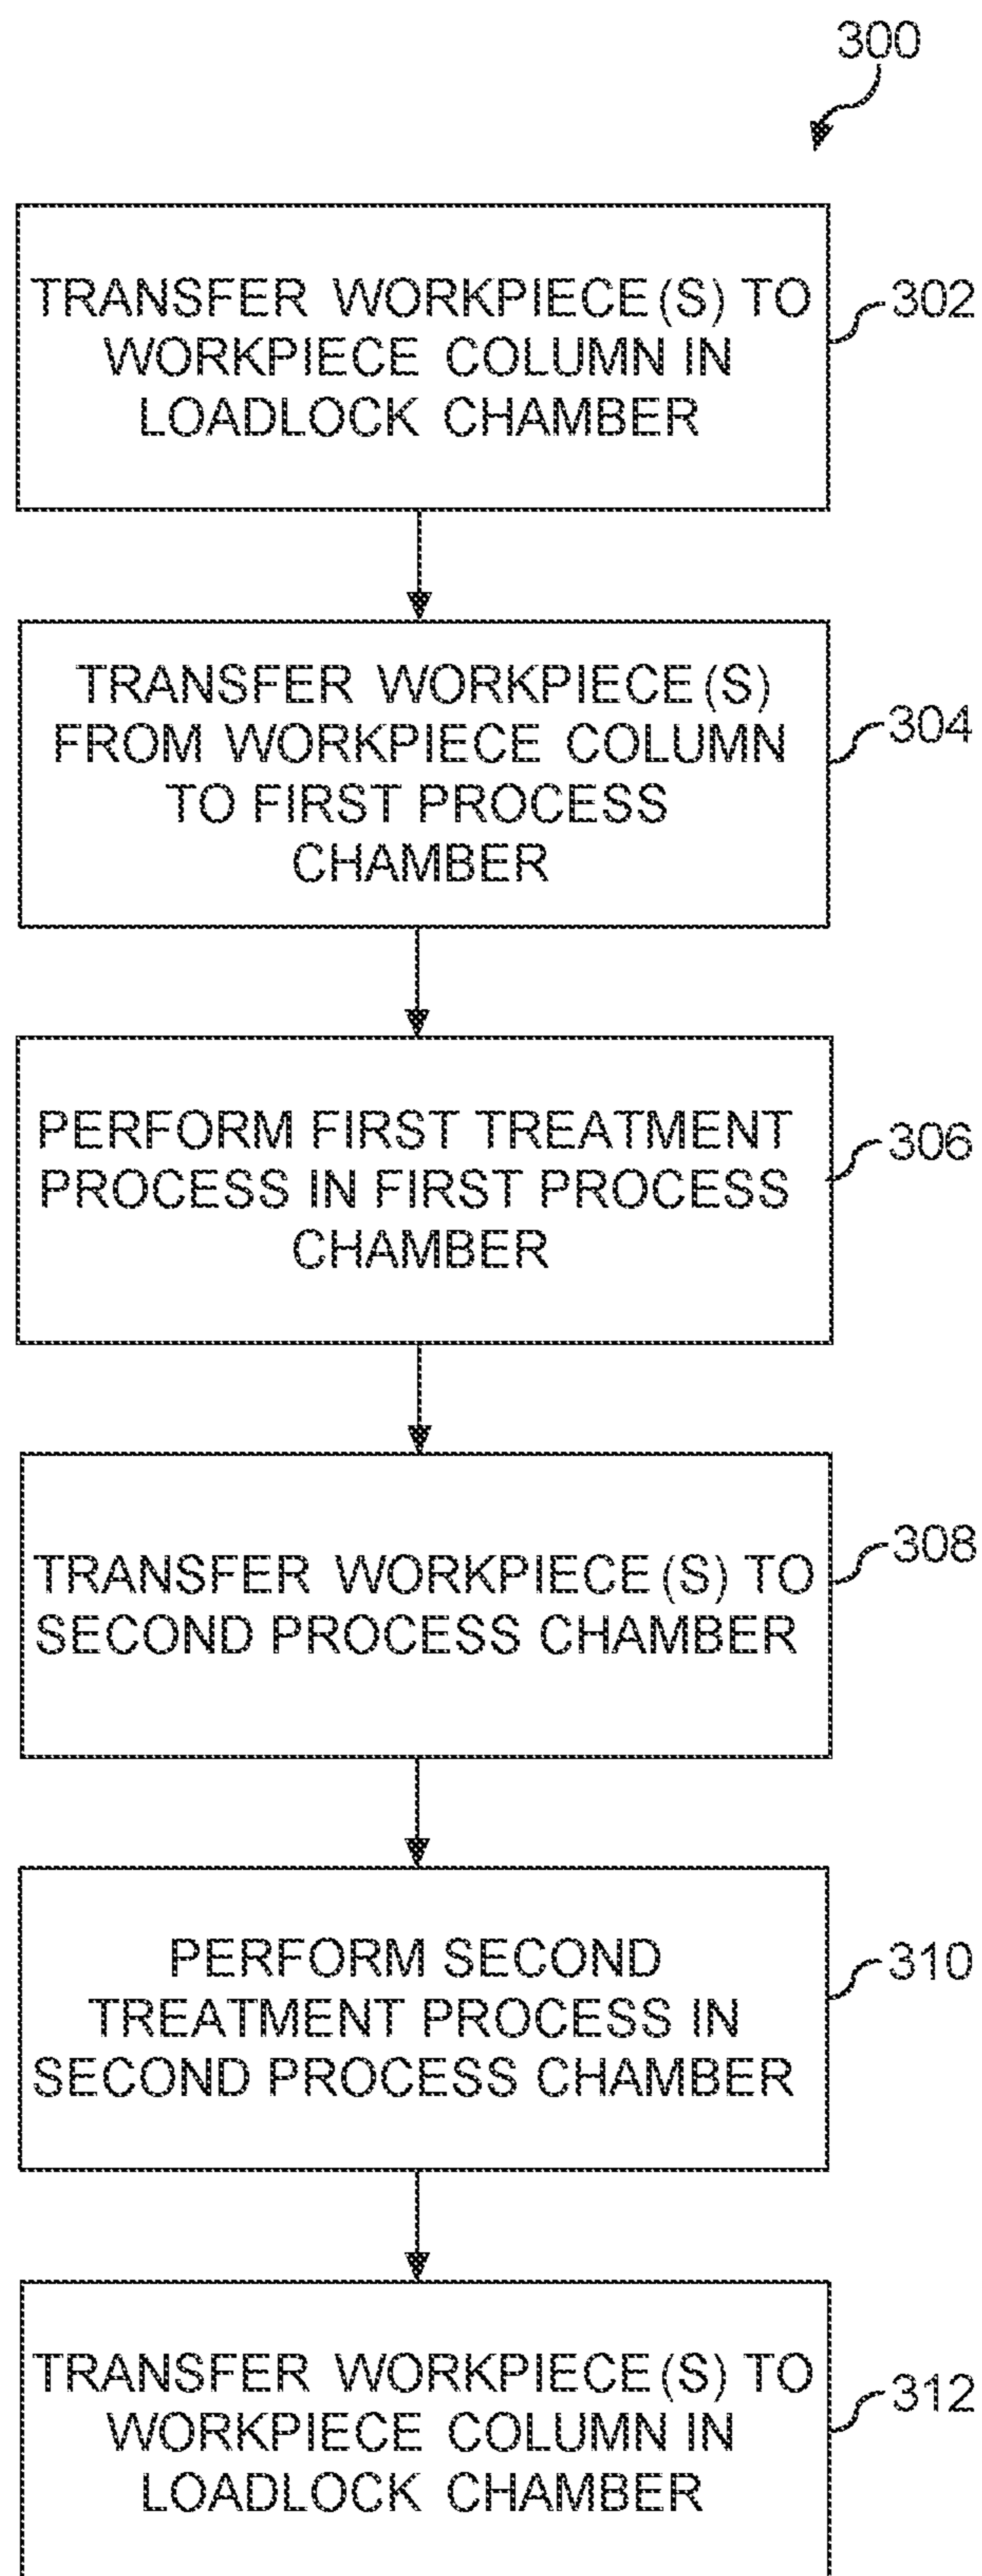 300
TRANSFER WORKPIECE(S) TO
WORKPIECE COLUMN IN
LOADLOCK CHAMBER
302
TRANSFER WORKPIECE(S)
FROM WORKPIECE COLUMN
TO FIRST PROCESS
CHAMBER
304
PERFORM FIRST TREATMENT
PROCESS IN FIRST PROCESS
CHAMBER
306
TRANSFER WORKPIECE(S) TO
SECOND PROCESS CHAMBER
308
PERFORM SECOND
TREATMENT PROCESS IN
SECOND PROCESS CHAMBER
310
TRANSFER WORKPIECE(S) TO
WORKPIECE COLUMN IN
LOADLOCK CHAMBER
312